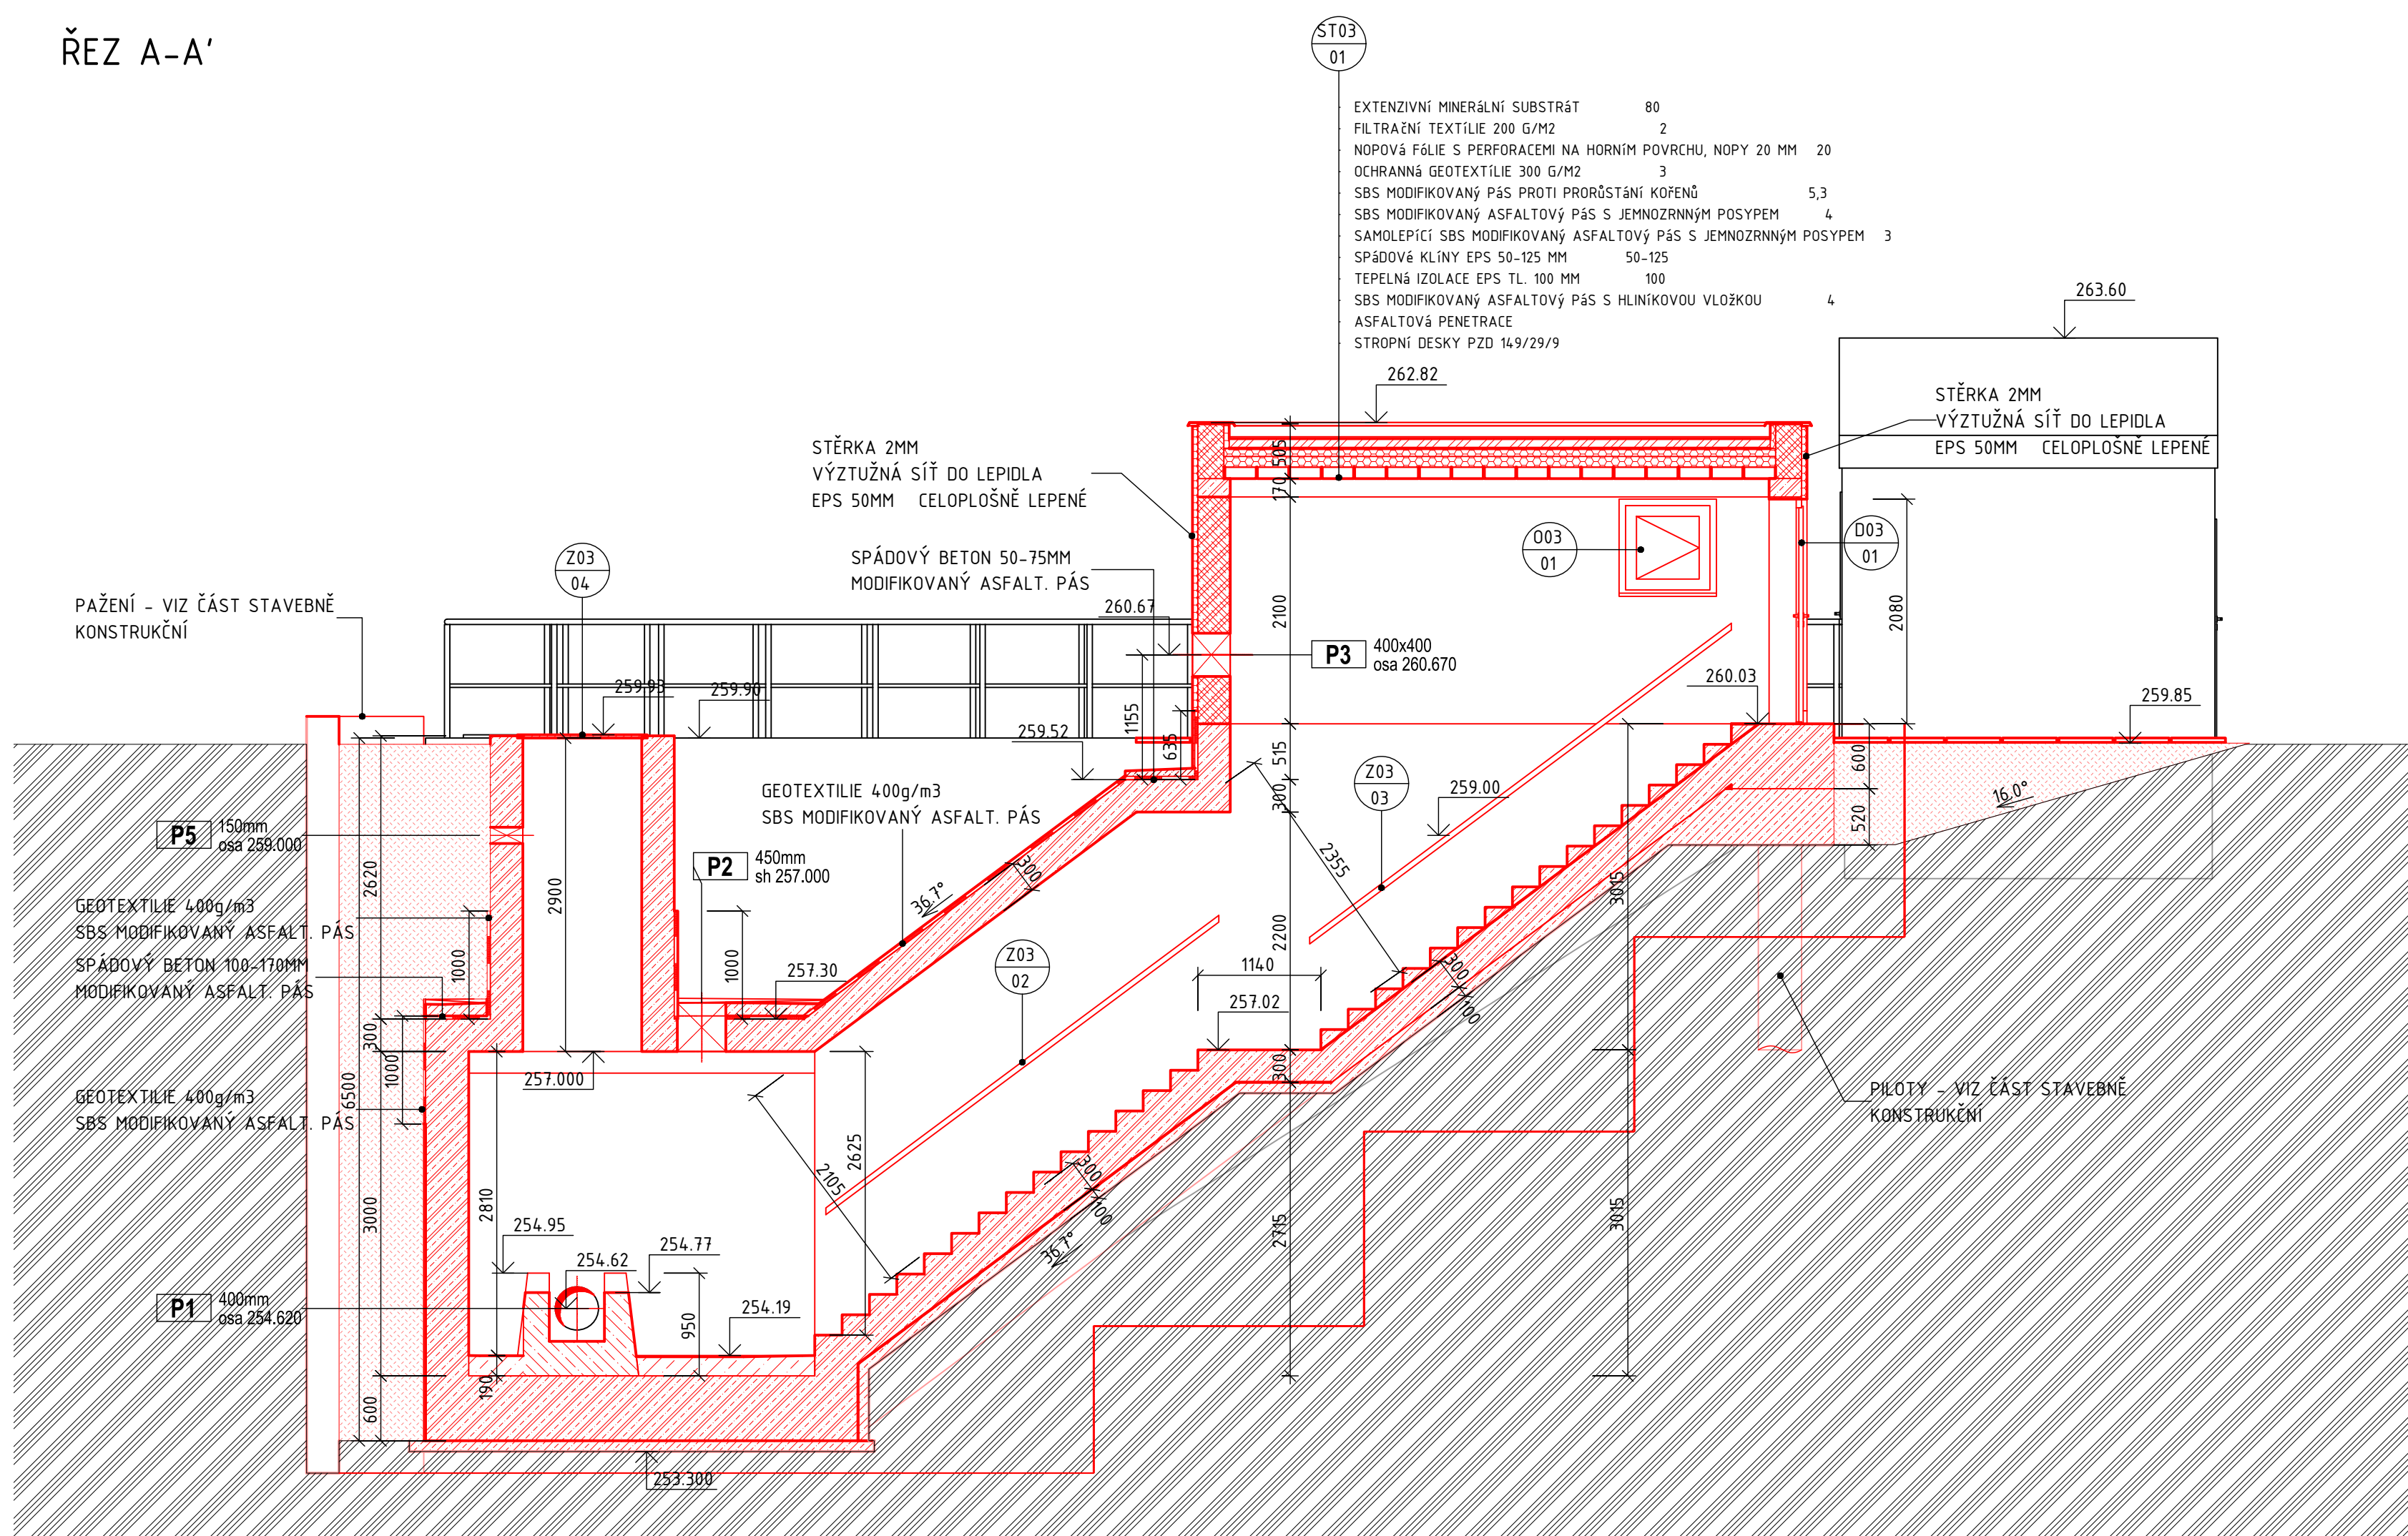 ŘEZ A-A'
ST03
01
EXTENZIVNí MINERáLNí SUBSTRáT 80
FILTRAčNí TEXTíLIE 200 G/M2 2
NOPOVá FóLIE S PERFORACEMI NA HORNíM POVRCHU, NOPY 20 MM 20
OCHRANNá GEOTEXTíLIE 300 G/M2 3
SBS MODIFIKOVANý PáS PROTI PRORůSTáNí KOřENů 5,3
SBS MODIFIKOVANý ASFALTOVý PáS S JEMNOZRNNýM POSYPEM 4
SAMOLEPíCí SBS MODIFIKOVANý ASFALTOVý PáS S JEMNOZRNNýM POSYPEM 3
SPáDOVé KLíNY EPS 50-125 MM 50-125
TEPELNá IZOLACE EPS TL. 100 MM 100
SBS MODIFIKOVANý ASFALTOVý PáS S HLINíKOVOU VLOžKOU 4
ASFALTOVá PENETRACE
STROPNí DESKY PZD 149/29/9
263.60
262.82
STĚRKA 2MM
VÝZTUŽNÁ SÍŤ DO LEPIDLA
EPS 50MM CELOPLOŠNĚ LEPENÉ
STĚRKA 2MM
VÝZTUŽNÁ SÍŤ DO LEPIDLA
EPS 50MM CELOPLOŠNĚ LEPENÉ
505
170
O03
01
D03
01
SPÁDOVÝ BETON 50-75MM
MODIFIKOVANÝ ASFALT. PÁS
Z03
04
PAŽENÍ - VIZ ČÁST STAVEBNĚ
KONSTRUKČNÍ
260.67
2100
2080
P3
400x400
osa 260.670
259.93
259.90
260.03
259.85
259.52
1155
635
515
600
GEOTEXTILIE 400g/m3
SBS MODIFIKOVANÝ ASFALT. PÁS
Z03
03
259.00
300
16.0°
520
P5
150mm
osa 259.000
P2
450mm
sh 257.000
2620
2900
300
36.7°
2355
3015
GEOTEXTILIE 400g/m3
SBS MODIFIKOVANÝ ASFALT. PÁS
SPÁDOVÝ BETON 100-170MM
MODIFIKOVANÝ ASFALT. PÁS
1000
1000
257.30
Z03
02
2200
1140
257.02
300
100
300
1000
6500
257.000
300
GEOTEXTILIE 400g/m3
SBS MODIFIKOVANÝ ASFALT. PÁS
PILOTY - VIZ ČÁST STAVEBNĚ
KONSTRUKČNÍ
2625
2105
300
100
3000
2810
254.95
254.62
254.77
36.7°
2715
3015
P1
400mm
osa 254.620
950
254.19
190
600
253.300